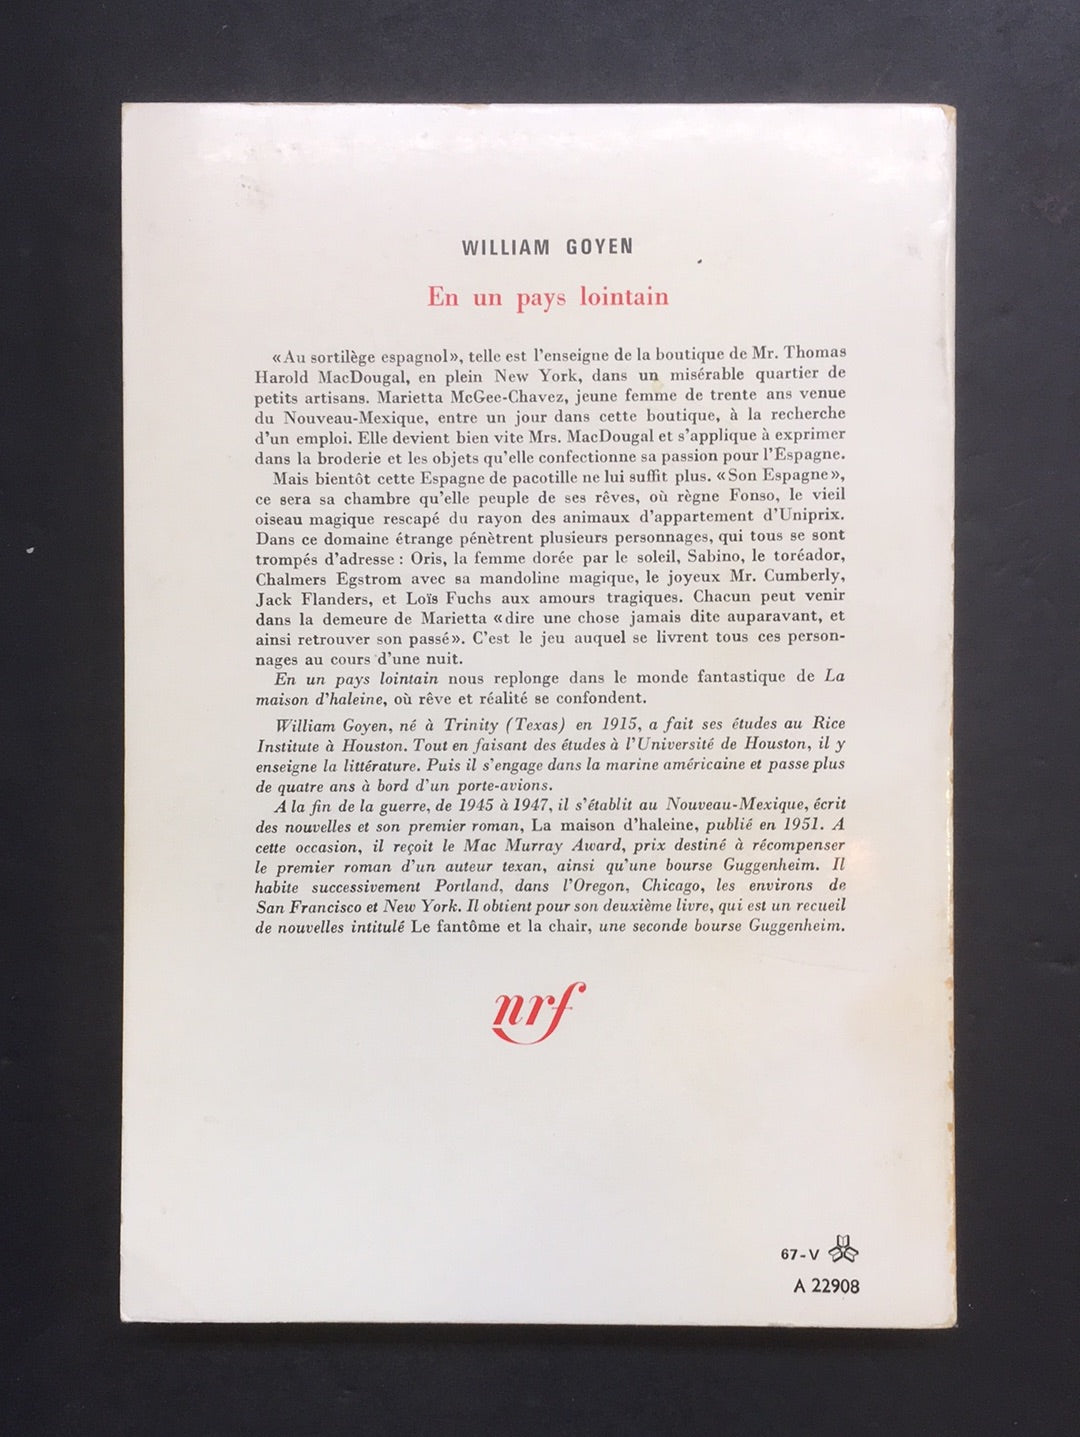 WILLIAM GOYEN
En un pays lointain
«Au sortilège espagnol», telle est l'enseigne de la boutique de Mr. Thomas
Harold MacDougal, en plein New York, dans un misérable quartier de
petits artisans. Marietta McGee-Chavez, jeune femme de trente ans venue
du Nouveau-Mexique, entre un jour dans cette boutique, à la recherche
d'un emploi. Elle devient bien vite Mrs. MacDougal et s'applique à exprimer
dans la broderie et les objets qu'elle confectionne sa passion pour l'Espagne.
Mais bientôt cette Espagne de pacotille ne lui suffit plus. «Son Espagne»,
ce sera sa chambre qu'elle peuple de ses rêves, où règne Fonso, le vieil
oiseau magique rescapé du rayon des animaux d'appartement d'Uniprix.
Dans ce domaine étrange pénètrent plusieurs personnages, qui tous se sont
trompés d'adresse : Oris, la femme dorée par le soleil, Sabino, le toréador,
Chalmers Egstrom avec sa mandoline magique, le joyeux Mr. Cumberly,
Jack Flanders, et Loïs Fuchs aux amours tragiques. Chacun peut venir
dans la demeure de Marietta «dire une chose jamais dite auparavant, et
ainsi retrouver son passé». C'est le jeu auquel se livrent tous ces person-
nages au cours d'une nuit.
En un pays lointain nous replonge dans le monde fantastique de La
maison d'haleine, où rêve et réalité se confondent.
William Goyen, né à Trinity (Texas) en 1915, a fait ses études au Rice
Institute à Houston. Tout en faisant des études à l'Université de Houston, il y
enseigne la littérature. Puis il s'engage dans la marine américaine et passe plus
de quatre ans à bord d'un porte-avions.
A la fin de la guerre, de 1945 à 1947, il s'établit au Nouveau-Mexique, écrit
des nouvelles et son premier roman, La maison d'haleine, publié en 1951. A
cette occasion, il reçoit le Mac Murray Award, prix destiné à récompenser
le premier roman d'un auteur texan, ainsi qu'une bourse Guggenheim. Il
habite successivement Portland, dans l'Oregon, Chicago, les environs de
San Francisco et New York. Il obtient pour son deuxième livre, qui est un recueil
de nouvelles intitulé Le fantôme et la chair, une seconde bourse Guggenheim.
nrf
67-V
A 22908